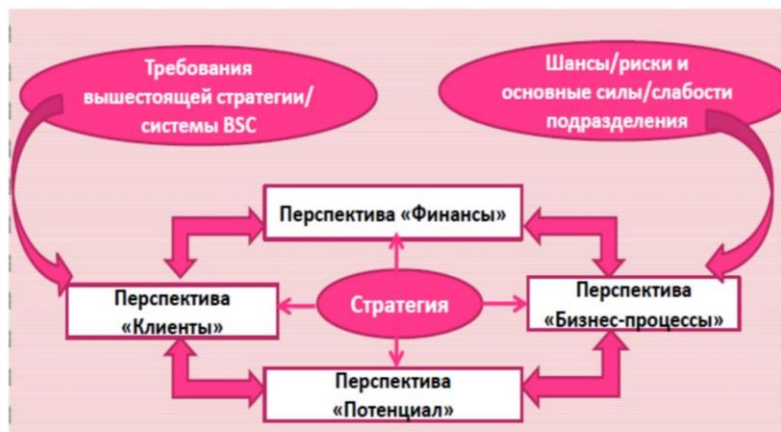 Требования
вышестоящей стратегии/
системы BSC
Шансы/риски и
основные силы/слабости
подразделения
Перспектива «Финансы»
Перспектива
«Клиенты»
Стратегия
Перспектива
«Бизнес-процессы»
Перспектива
«Потенциал»